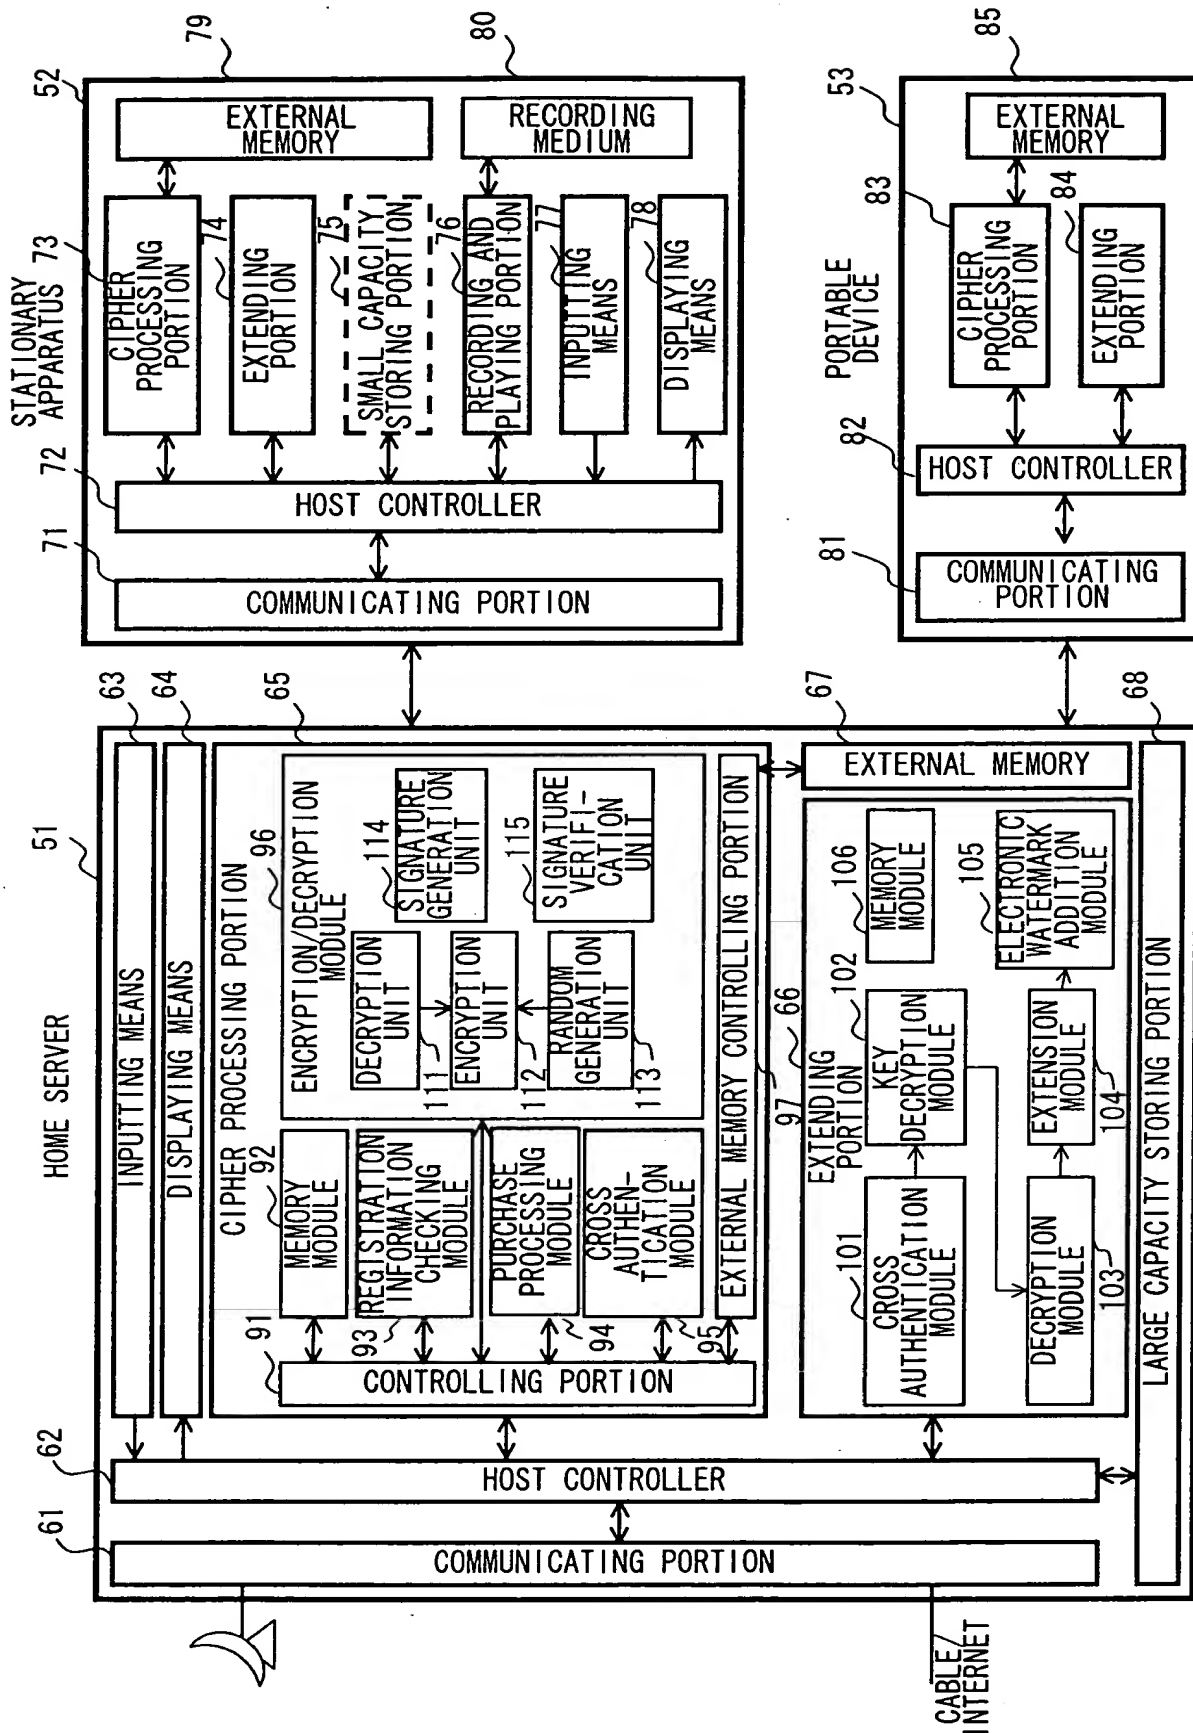 HOME SERVER
51
INPUTTING MEANS
63
DISPLAYING MEANS
64
62
61
CIPHER PROCESSING PORTION
65
91
MEMORY
MODULE
92
REGISTRATION
INFORMATION
CHECKING
MODULE
93
PURCHASE
PROCESSING
MODULE
94
CROSS
AUTHEN-
TICATION
MODULE
95
CONTROLLING PORTION
ENCRYPTION/DECRYPTION
MODULE
96
DECRYPTION
UNIT
111
ENCRYPTION
UNIT
112
RANDOM
GENERATION
UNIT
113
114
SIGNATURE
GENERATION
UNIT
115
SIGNATURE
VERIFI-
CATION
UNIT
EXTERNAL MEMORY CONTROLLING PORTION
97
EXTERNAL MEMORY
67
HOST CONTROLLER
COMMUNICATING PORTION
EXTENDING
PORTION
66
101
CROSS
AUTHENTICATION
MODULE
102
KEY
DECRYPTION
MODULE
106
MEMORY
MODULE
DECRYPTION
MODULE
103
EXTENSION
MODULE
104
105
ELECTRONIC
WATERMARK
ADDITION
MODULE
LARGE CAPACITY STORING PORTION
68
CABLE/
INTERNET
STATIONARY
APPARATUS
52
71
COMMUNICATING PORTION
72
HOST CONTROLLER
73
CIPHER
PROCESSING
PORTION
74
EXTENDING
PORTION
75
SMALL CAPACITY
STORING PORTION
76
RECORDING AND
PLAYING PORTION
77
INPUTTING
MEANS
78
DISPLAYING
MEANS
79
EXTERNAL
MEMORY
80
RECORDING
MEDIUM
PORTABLE
DEVICE
53
81
COMMUNICATING
PORTION
82
HOST CONTROLLER
83
CIPHER
PROCESSING
PORTION
84
EXTENDING
PORTION
85
EXTERNAL
MEMORY